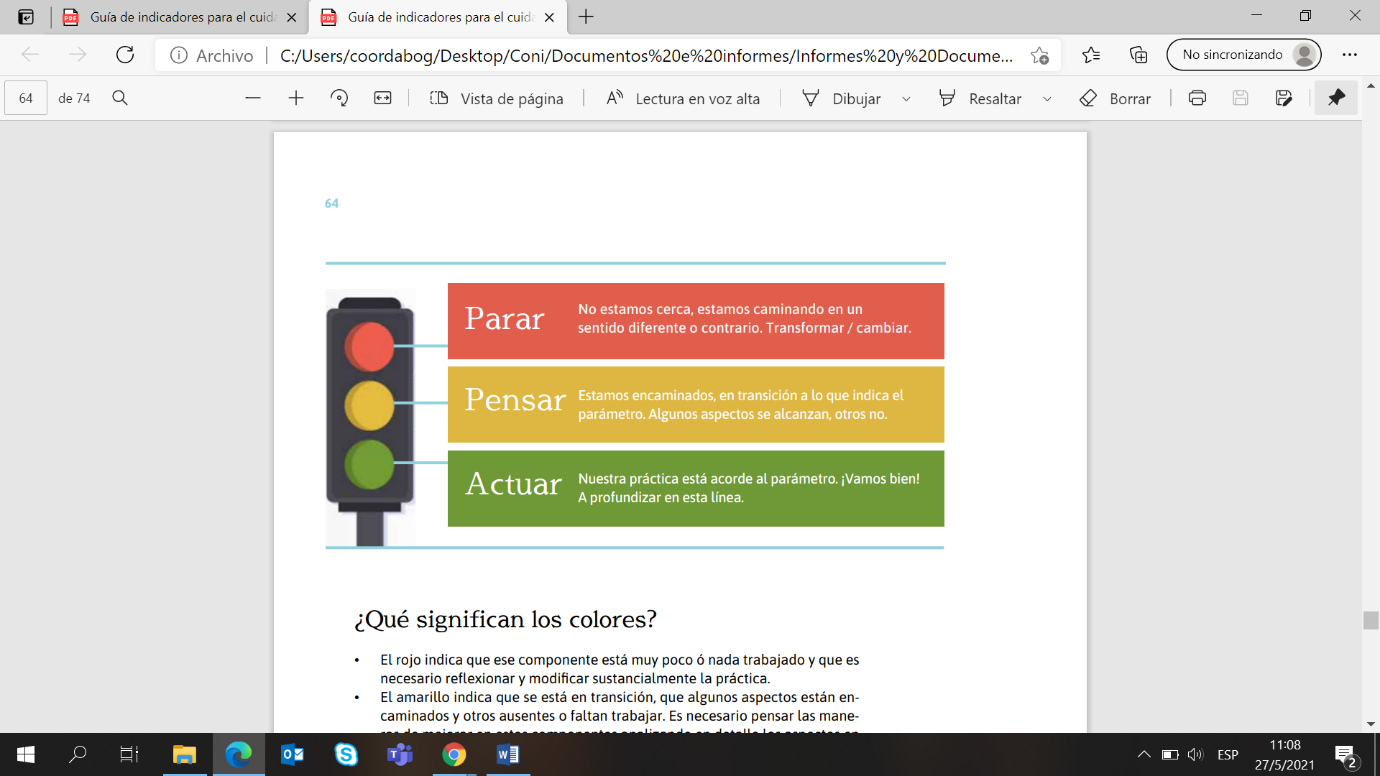 Guía de indicadores para el cuid
Guía de indicadores para el cuid
Archivo
C:/Users/coordabog/Desktop/Coni/Documentos%20e%20informes/Informes%20y%20Docume...
No sincronizando
64
de 74
Vista de página
Lectura en voz alta
Dibujar
Resaltar
Borrar
64
Parar
No estamos cerca, estamos caminando en un
sentido diferente o contrario. Transformar / cambiar.
Pensar
Estamos encaminados, en transición a lo que indica el
parámetro. Algunos aspectos se alcanzan, otros no.
Actuar
Nuestra práctica está acorde al parámetro. ¡Vamos bien!
A profundizar en esta línea.
¿Qué significan los colores?
• El rojo indica que ese componente está muy poco ó nada trabajado y que es
necesario reflexionar y modificar sustancialmente la práctica.
• El amarillo indica que se está en transición, que algunos aspectos están en-
caminados y otros ausentes o faltan trabajar. Es necesario pensar las mane-
ESP
11:08
27/5/2021
2